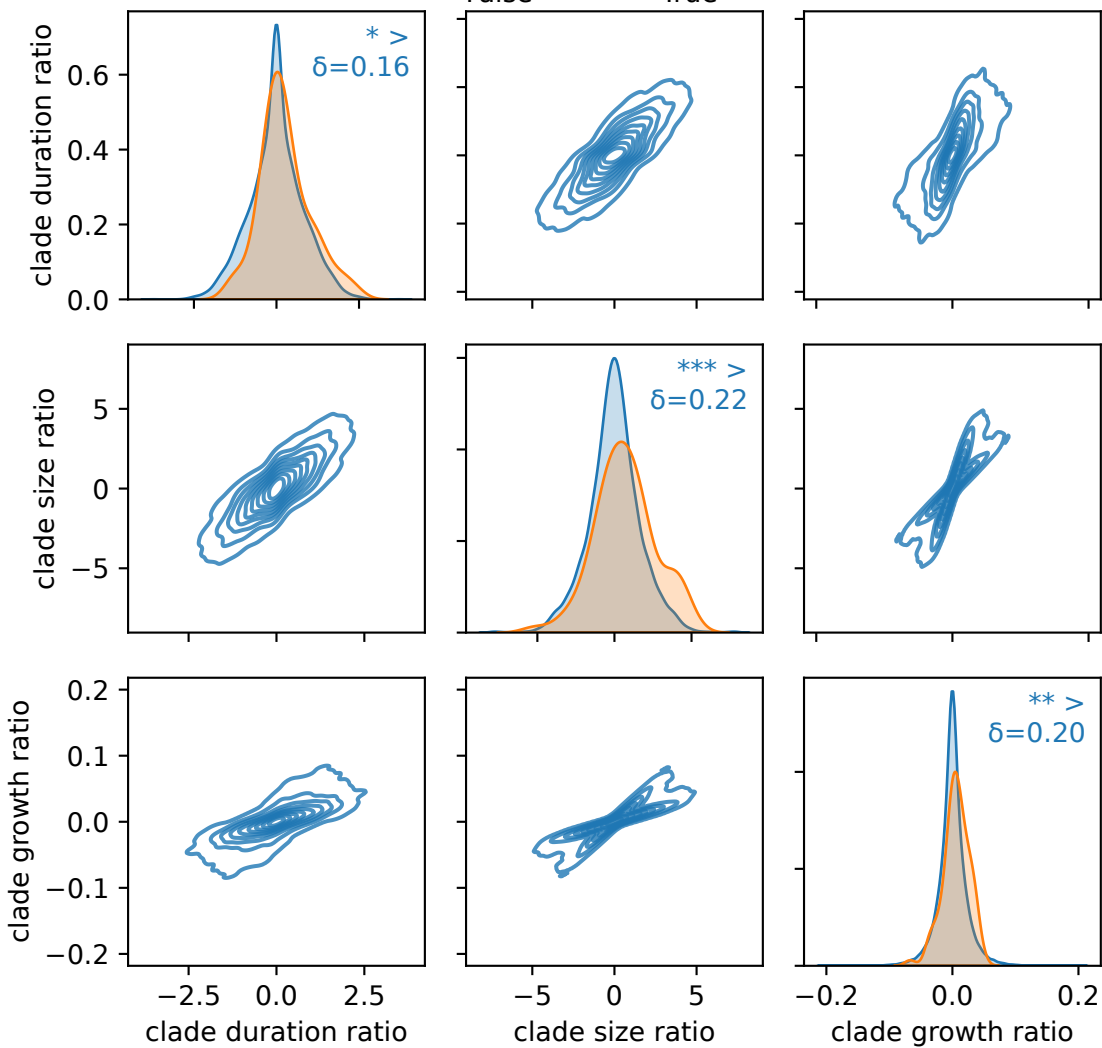 False True
clade duration ratio
0.6
0.4
0.2
0.0
* >
δ=0.16
clade size ratio
5
0
−5
*** >
δ=0.22
clade growth ratio
0.2
0.1
0.0
−0.1
−0.2
** >
δ=0.20
−2.5 0.0 2.5
clade duration ratio
−5 0 5
clade size ratio
−0.2 0.0 0.2
clade growth ratio